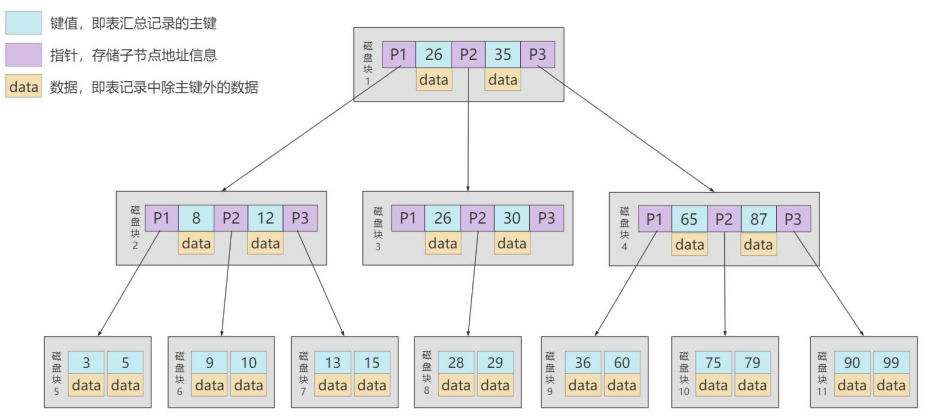 键值，即表汇总记录的主键
指针，存储子节点地址信息
data 数据，即表记录中除主键外的数据
磁盘块1 P1 26 P2 35 P3
data data
磁盘块2 P1 8 P2 12 P3
data data
磁盘块3 P1 26 P2 30 P3
data data
磁盘块4 P1 65 P2 87 P3
data data
磁盘块5 3 5
data data
磁盘块6 9 10
data data
磁盘块7 13 15
data data
磁盘块8 28 29
data data
磁盘块9 36 60
data data
磁盘块10 75 79
data data
磁盘块11 90 99
data data